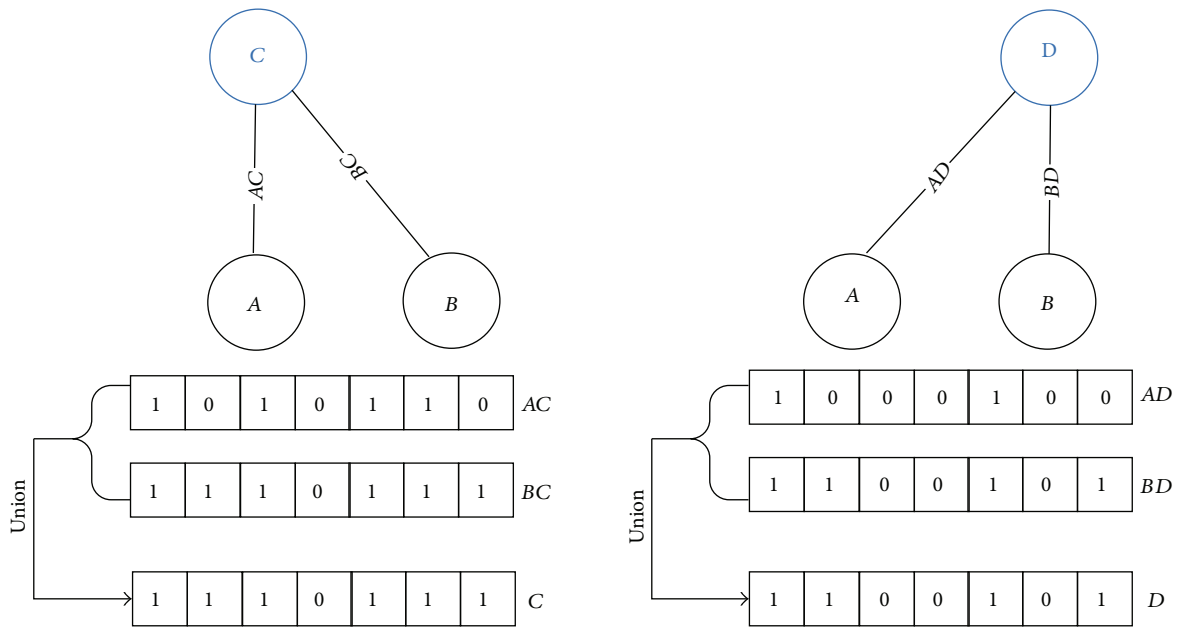 C
AC
BC
A
B
1 0 1 0 1 1 0 AC
1 1 1 0 1 1 1 BC
Union
1 1 1 0 1 1 1 C
D
AD
BD
A
B
1 0 0 0 1 0 0 AD
1 1 0 0 1 0 1 BD
Union
1 1 0 0 1 0 1 D